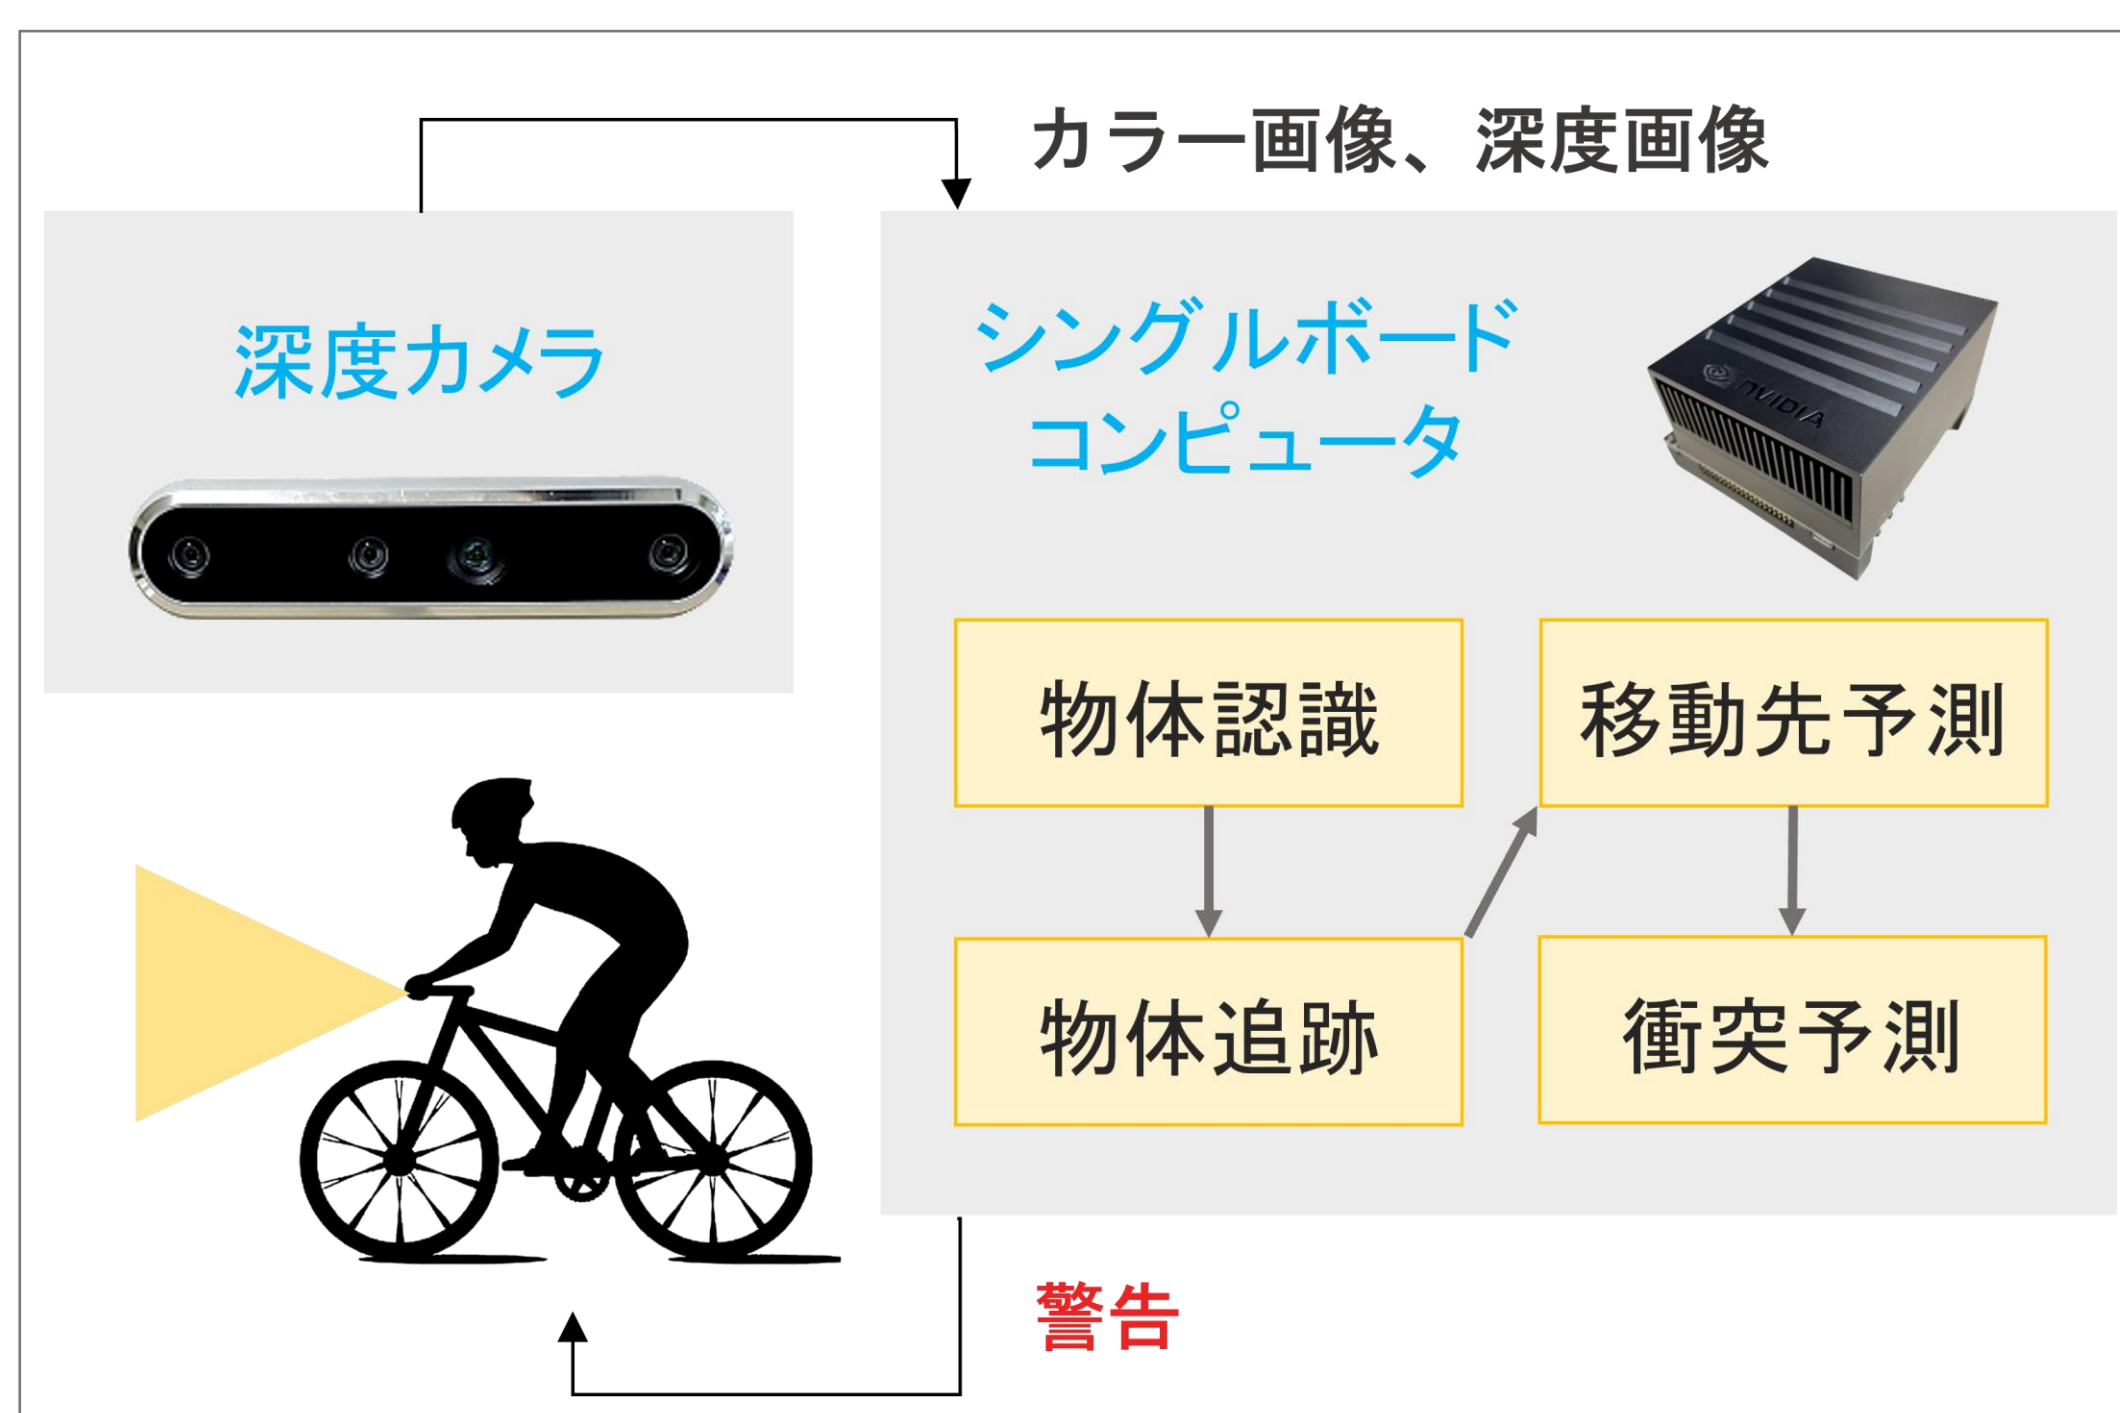 カラー画像、深度画像
深度カメラ
シングルボード
コンピュータ
NVIDIA
物体認識
移動先予測
物体追跡
衝突予測
警告